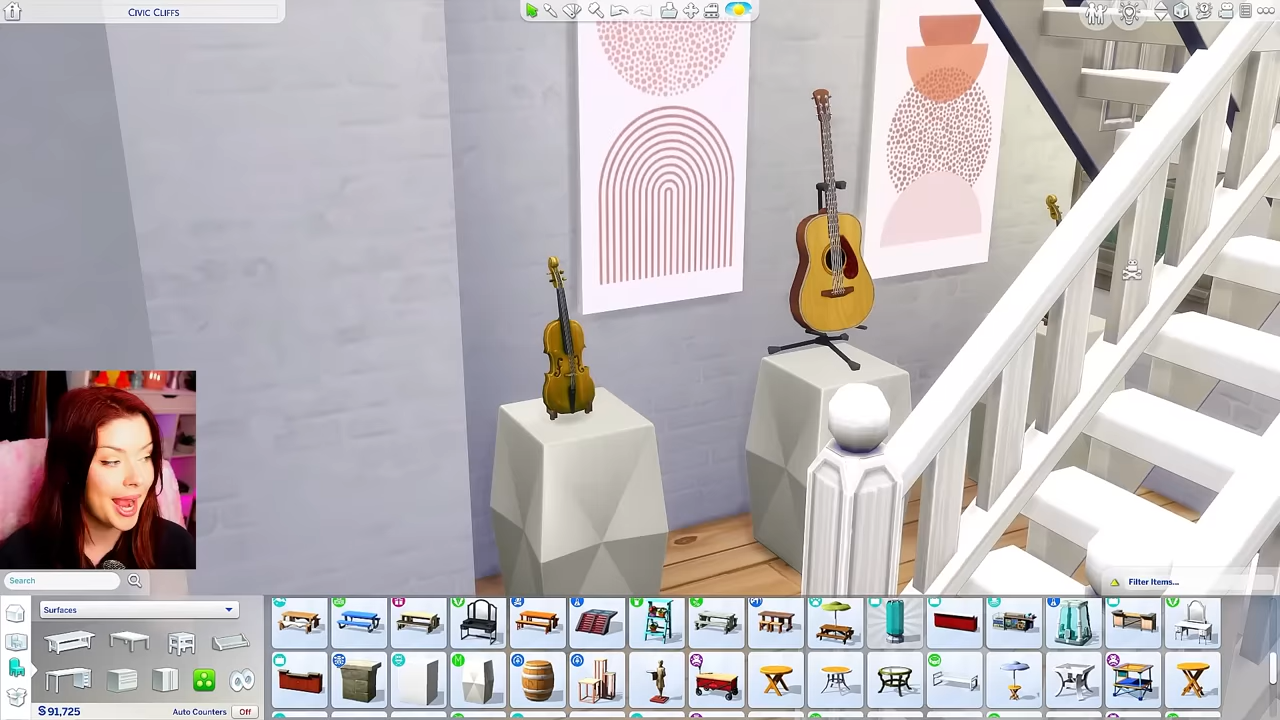 Civic Cliffs
Search
Filter Items...
Surfaces
§91,725
Auto Counters
Off